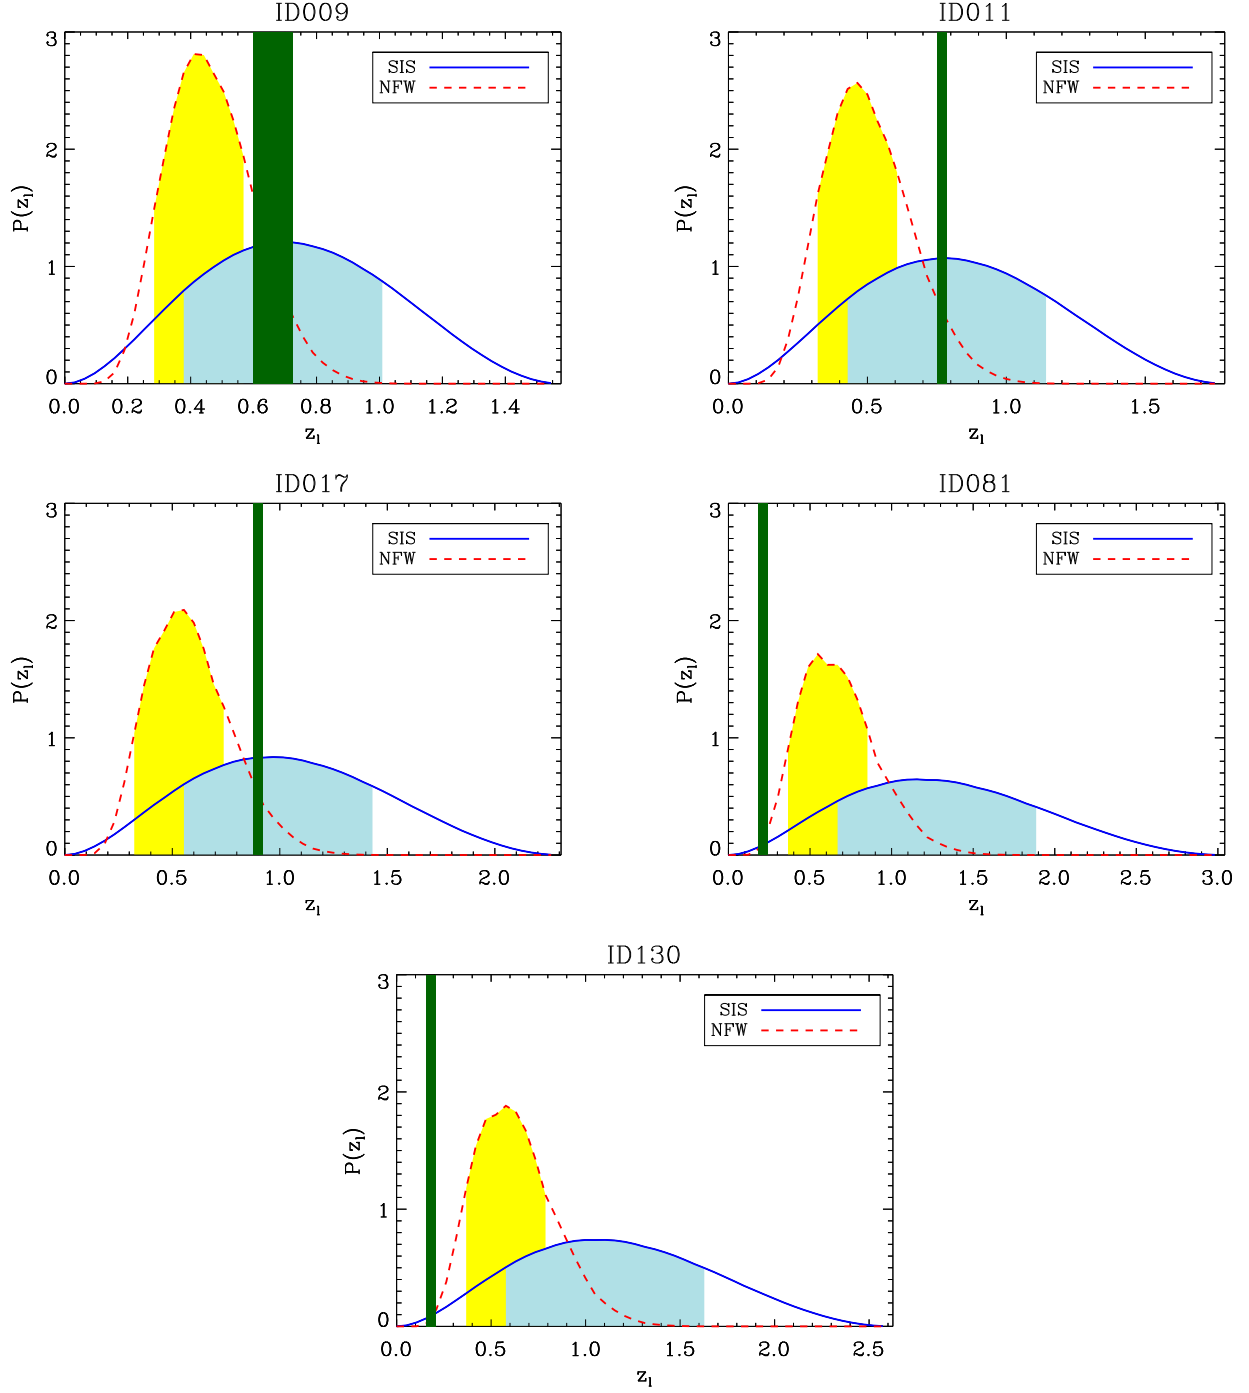 ID009
3
2
1
0
P(z_l)
SIS
NFW
0.0 0.2 0.4 0.6 0.8 1.0 1.2 1.4
z_l
ID011
3
2
1
0
P(z_l)
SIS
NFW
0.0 0.5 1.0 1.5
z_l
ID017
3
2
1
0
P(z_l)
SIS
NFW
0.0 0.5 1.0 1.5 2.0
z_l
ID081
3
2
1
0
P(z_l)
SIS
NFW
0.0 0.5 1.0 1.5 2.0 2.5 3.0
z_l
ID130
3
2
1
0
P(z_l)
SIS
NFW
0.0 0.5 1.0 1.5 2.0 2.5
z_l